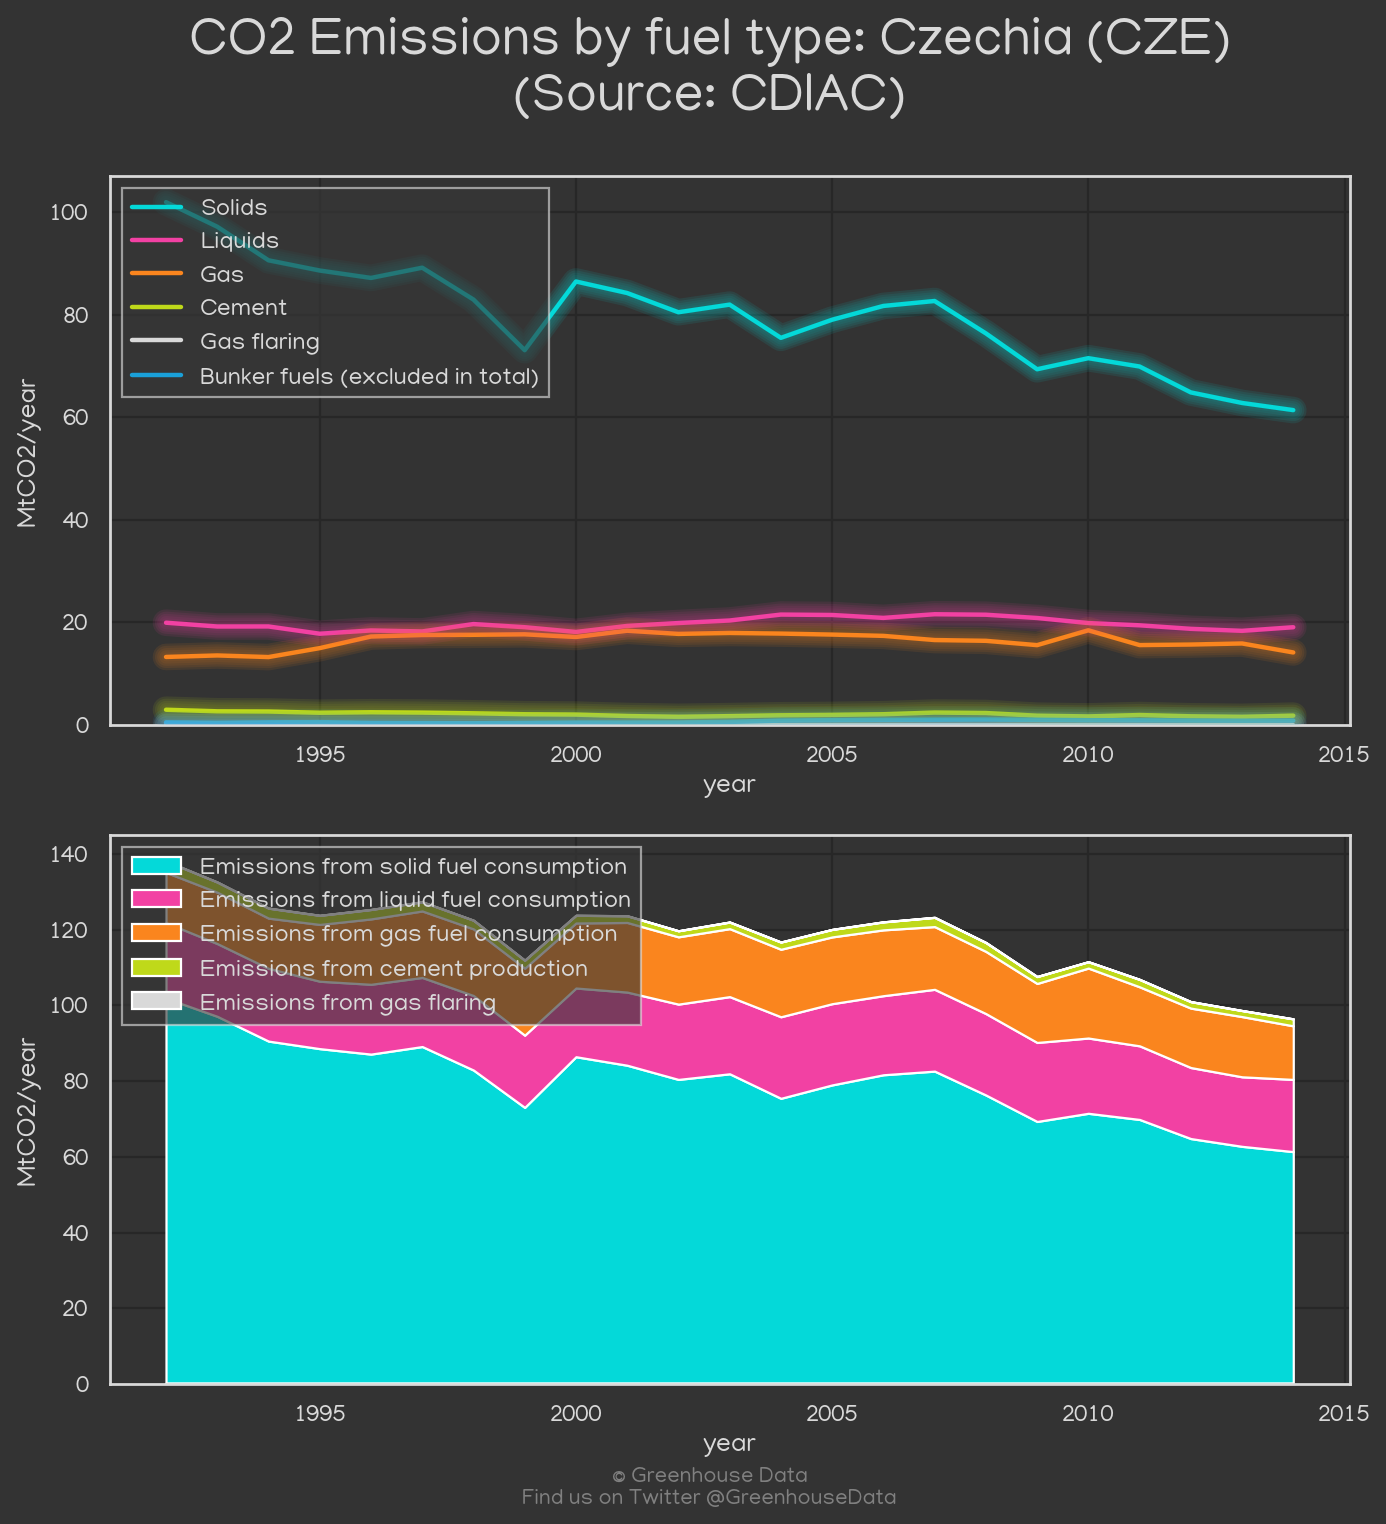 CO2 Emissions by fuel type: Czechia (CZE)
(Source: CDIAC)
MtCO2/year
100
80
60
40
20
0
Solids
Liquids
Gas
Cement
Gas flaring
Bunker fuels (excluded in total)
1995 2000 2005 2010 2015
year
MtCO2/year
140
120
100
80
60
40
20
0
Emissions from solid fuel consumption
Emissions from liquid fuel consumption
Emissions from gas fuel consumption
Emissions from cement production
Emissions from gas flaring
1995 2000 2005 2010 2015
year
© Greenhouse Data
Find us on Twitter @GreenhouseData